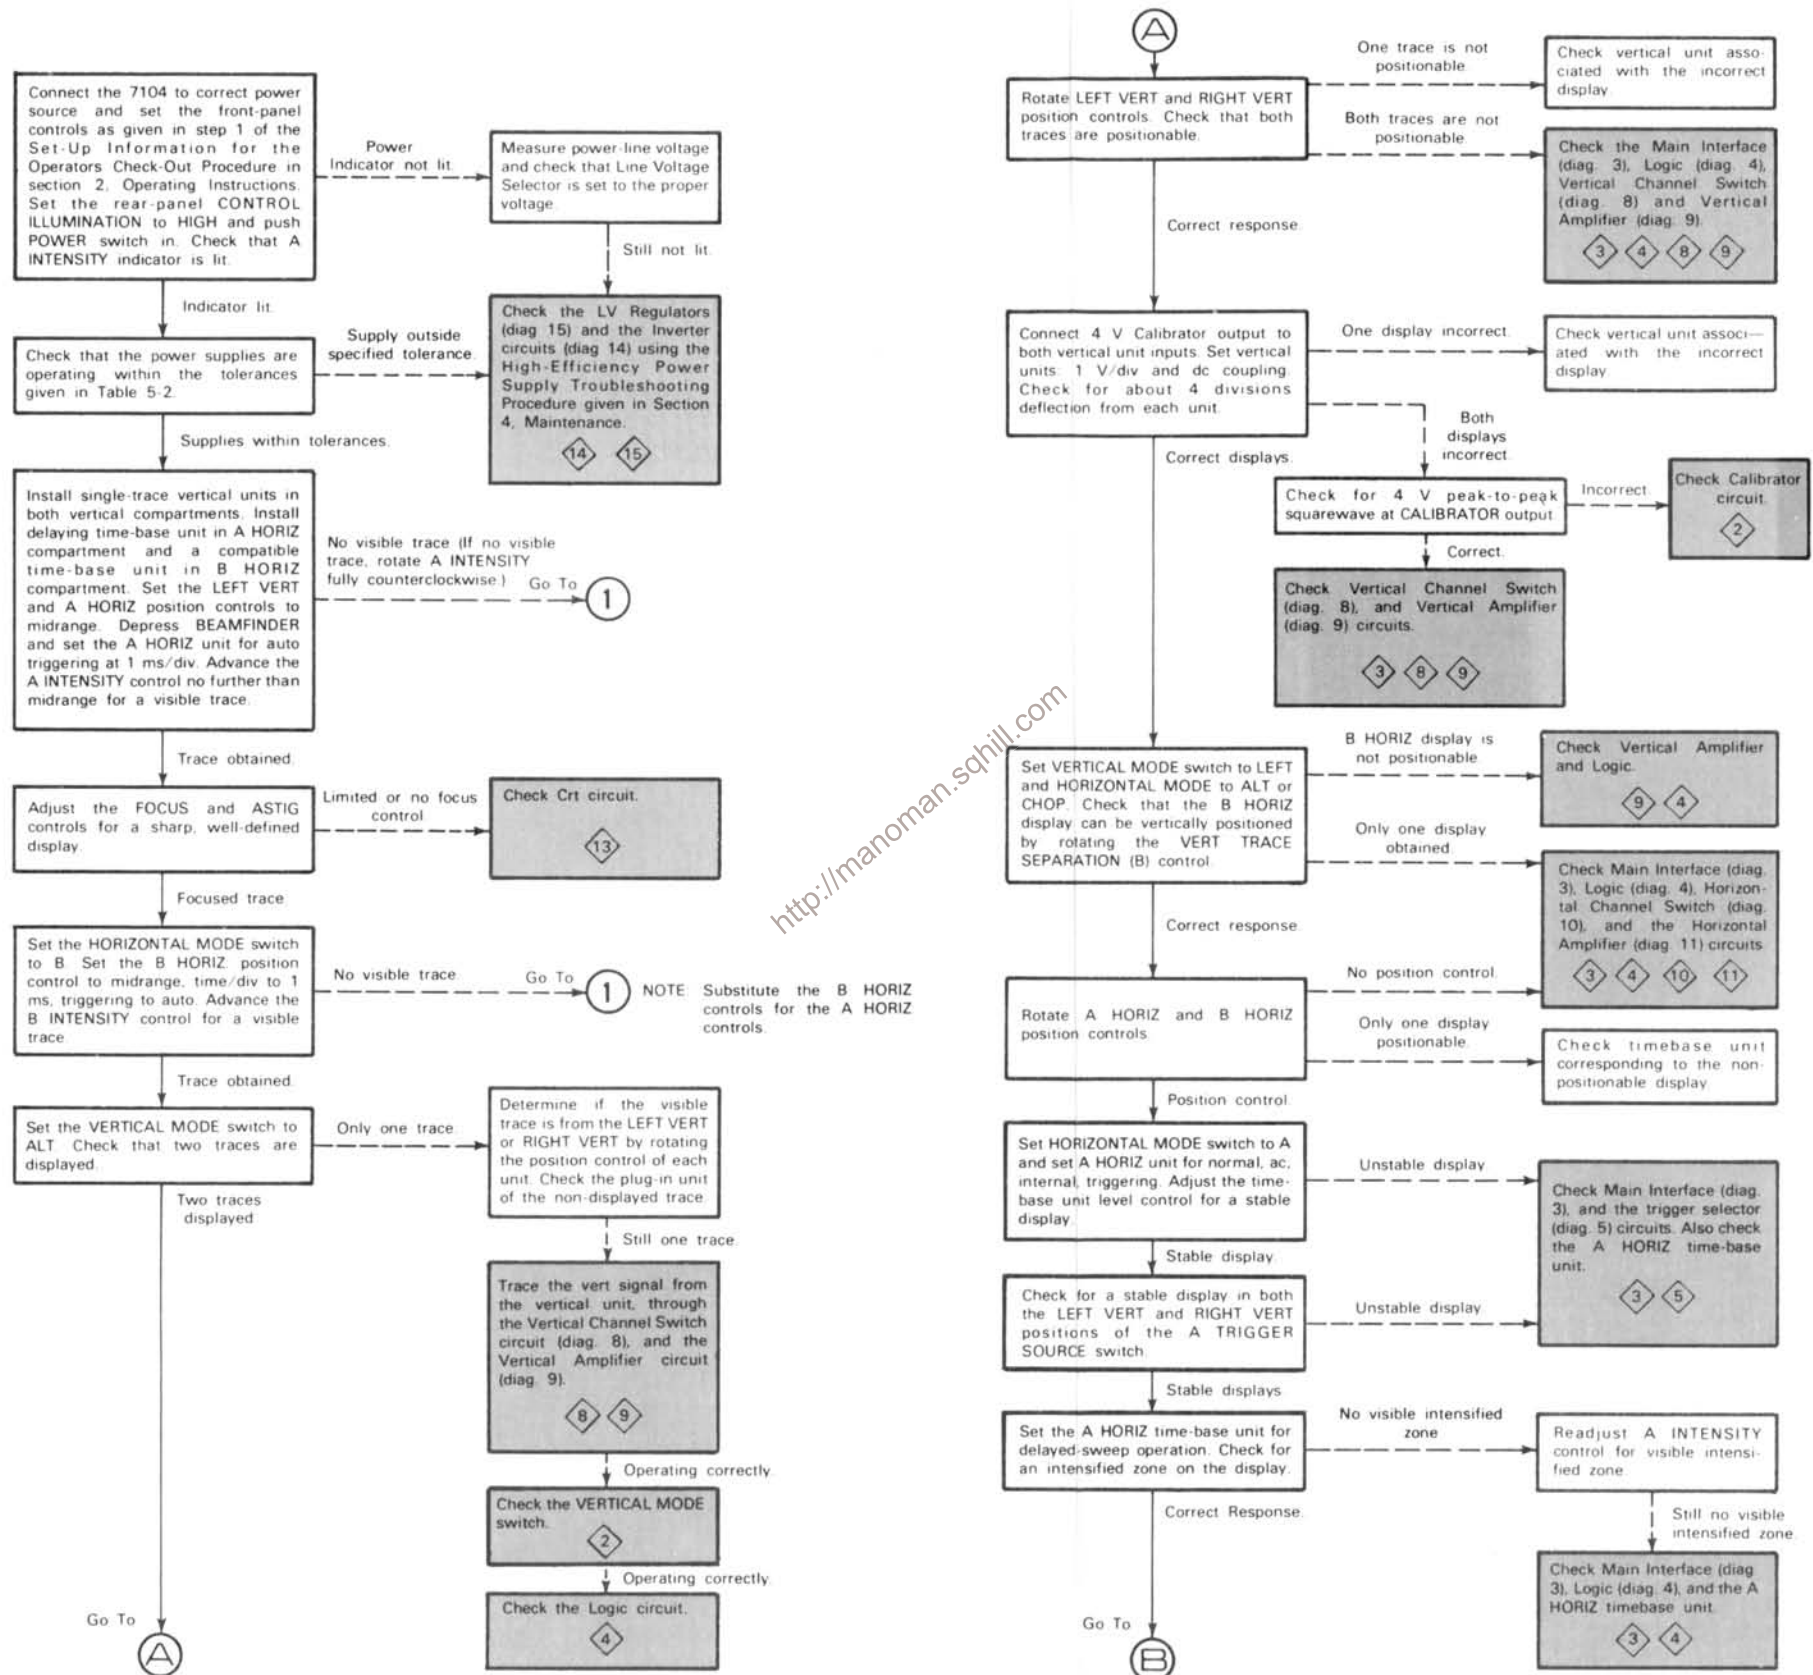 Connect the 7104 to correct power
source and set the front-panel
controls as given in step 1 of the
Set-Up Information for the
Operators Check-Out Procedure in
section 2, Operating Instructions.
Set the rear-panel CONTROL
ILLUMINATION to HIGH and push
POWER switch in. Check that A
INTENSITY indicator is lit.
Power
Indicator not lit.
Measure power-line voltage
and check that Line Voltage
Selector is set to the proper
voltage.
Still not lit.
Indicator lit.
Check that the power supplies are
operating within the tolerances
given in Table 5-2.
Supply outside
specified tolerance.
Check the LV Regulators
(diag 15) and the Inverter
circuits (diag 14) using the
High-Efficiency Power
Supply Troubleshooting
Procedure given in Section
4, Maintenance.
14 15
Supplies within tolerances.
Install single-trace vertical units in
both vertical compartments. Install
delaying time-base unit in A HORIZ
compartment and a compatible
time-base unit in B HORIZ
compartment. Set the LEFT VERT
and A HORIZ position controls to
midrange. Depress BEAMFINDER
and set the A HORIZ unit for auto
triggering at 1 ms/div. Advance the
A INTENSITY control no further than
midrange for a visible trace.
No visible trace (If no visible
trace, rotate A INTENSITY
fully counterclockwise.) Go To
1
Trace obtained.
Adjust the FOCUS and ASTIG
controls for a sharp, well-defined
display.
Limited or no focus
control
Check Crt circuit.
13
Focused trace
Set the HORIZONTAL MODE switch
to B. Set the B HORIZ position
control to midrange, time/div to 1
ms, triggering to auto. Advance the
B INTENSITY control for a visible
trace.
No visible trace. Go To
1
NOTE: Substitute the B HORIZ
controls for the A HORIZ
controls.
Trace obtained.
Set the VERTICAL MODE switch to
ALT. Check that two traces are
displayed.
Only one trace
Determine if the visible
trace is from the LEFT VERT
or RIGHT VERT by rotating
the position control of each
unit. Check the plug-in unit
of the non-displayed trace.
Two traces
displayed
Still one trace.
Trace the vert signal from
the vertical unit, through
the Vertical Channel Switch
circuit (diag. 8), and the
Vertical Amplifier circuit
(diag. 9).
8 9
Operating correctly.
Check the VERTICAL MODE
switch.
2
Operating correctly.
Check the Logic circuit.
4
Go To
A
A
Rotate LEFT VERT and RIGHT VERT
position controls. Check that both
traces are positionable.
One trace is not
positionable.
Check vertical unit asso-
ciated with the incorrect
display.
Both traces are not
positionable.
Check the Main Interface
(diag. 3), Logic (diag. 4),
Vertical Channel Switch
(diag. 8) and Vertical
Amplifier (diag. 9).
3 4 8 9
Correct response.
Connect 4 V Calibrator output to
both vertical unit inputs. Set vertical
units: 1 V/div and dc coupling.
Check for about 4 divisions
deflection from each unit.
One display incorrect.
Check vertical unit associ-
ated with the incorrect
display.
Both
displays
incorrect
Correct displays.
Check for 4 V peak-to-peak
squarewave at CALIBRATOR output.
Incorrect.
Check Calibrator
circuit.
2
Correct.
Check Vertical Channel Switch
(diag. 8), and Vertical Amplifier
(diag. 9) circuits.
3 8 9
http://manoman.sqhill.com
Set VERTICAL MODE switch to LEFT
and HORIZONTAL MODE to ALT or
CHOP. Check that the B HORIZ
display can be vertically positioned
by rotating the VERT TRACE
SEPARATION (B) control.
B HORIZ display is
not positionable.
Check Vertical Amplifier
and Logic.
9 4
Only one display
obtained.
Check Main Interface (diag.
3), Logic (diag. 4), Horizon-
tal Channel Switch (diag.
10), and the Horizontal
Amplifier (diag. 11) circuits
3 4 10 11
Correct response
No position control.
Rotate A HORIZ and B HORIZ
position controls.
Only one display
positionable.
Check timebase unit
corresponding to the non-
positionable display
Position control.
Set HORIZONTAL MODE switch to A
and set A HORIZ unit for normal, ac,
internal, triggering. Adjust the time-
base unit level control for a stable
display.
Unstable display
Check Main Interface (diag.
3), and the trigger selector
(diag. 5) circuits. Also check
the A HORIZ time-base
unit.
3 5
Stable display.
Check for a stable display in both
the LEFT VERT and RIGHT VERT
positions of the A TRIGGER
SOURCE switch.
Unstable display
Stable displays
Set the A HORIZ time-base unit for
delayed-sweep operation. Check for
an intensified zone on the display.
No visible intensified
zone
Readjust A INTENSITY
control for visible intensi-
fied zone.
Correct Response.
Still no visible
intensified zone.
Check Main Interface (diag
3), Logic (diag. 4), and the A
HORIZ timebase unit.
3 4
Go To
B